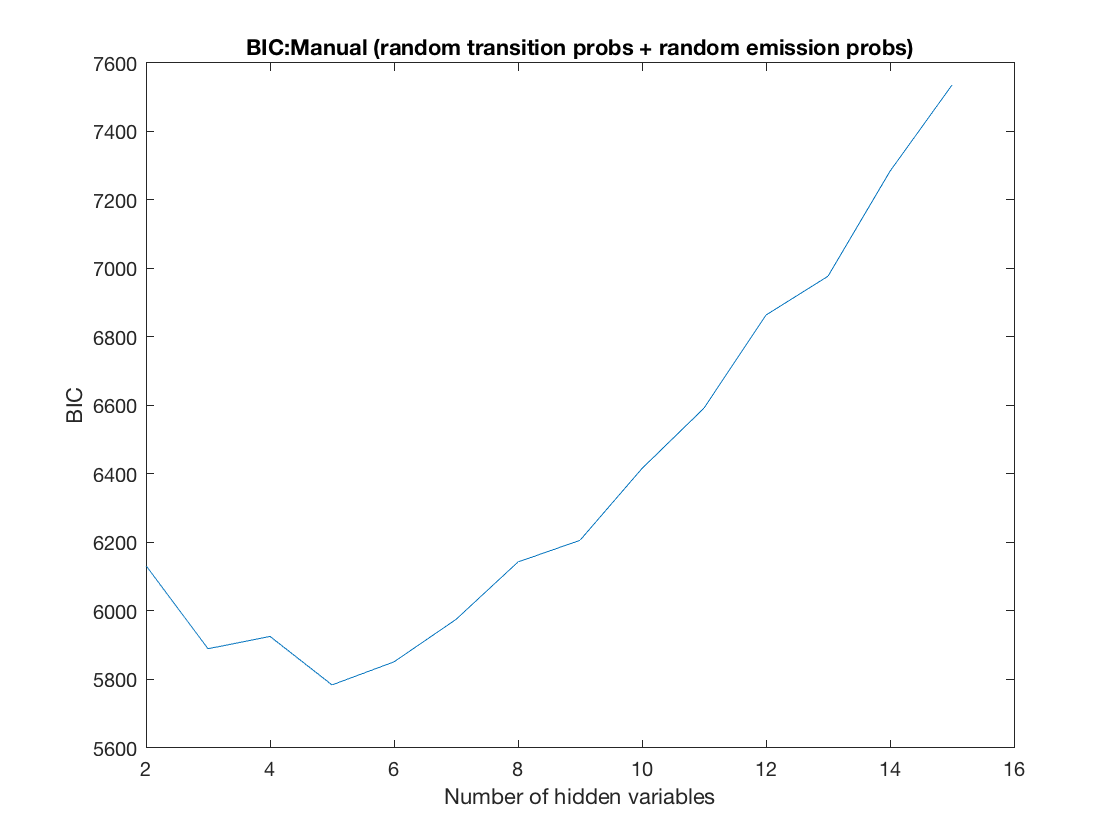 BIC:Manual (random transition probs + random emission probs)
7600
7400
7200
7000
6800
6600
6400
6200
6000
5800
5600
BIC
2 4 6 8 10 12 14 16
Number of hidden variables